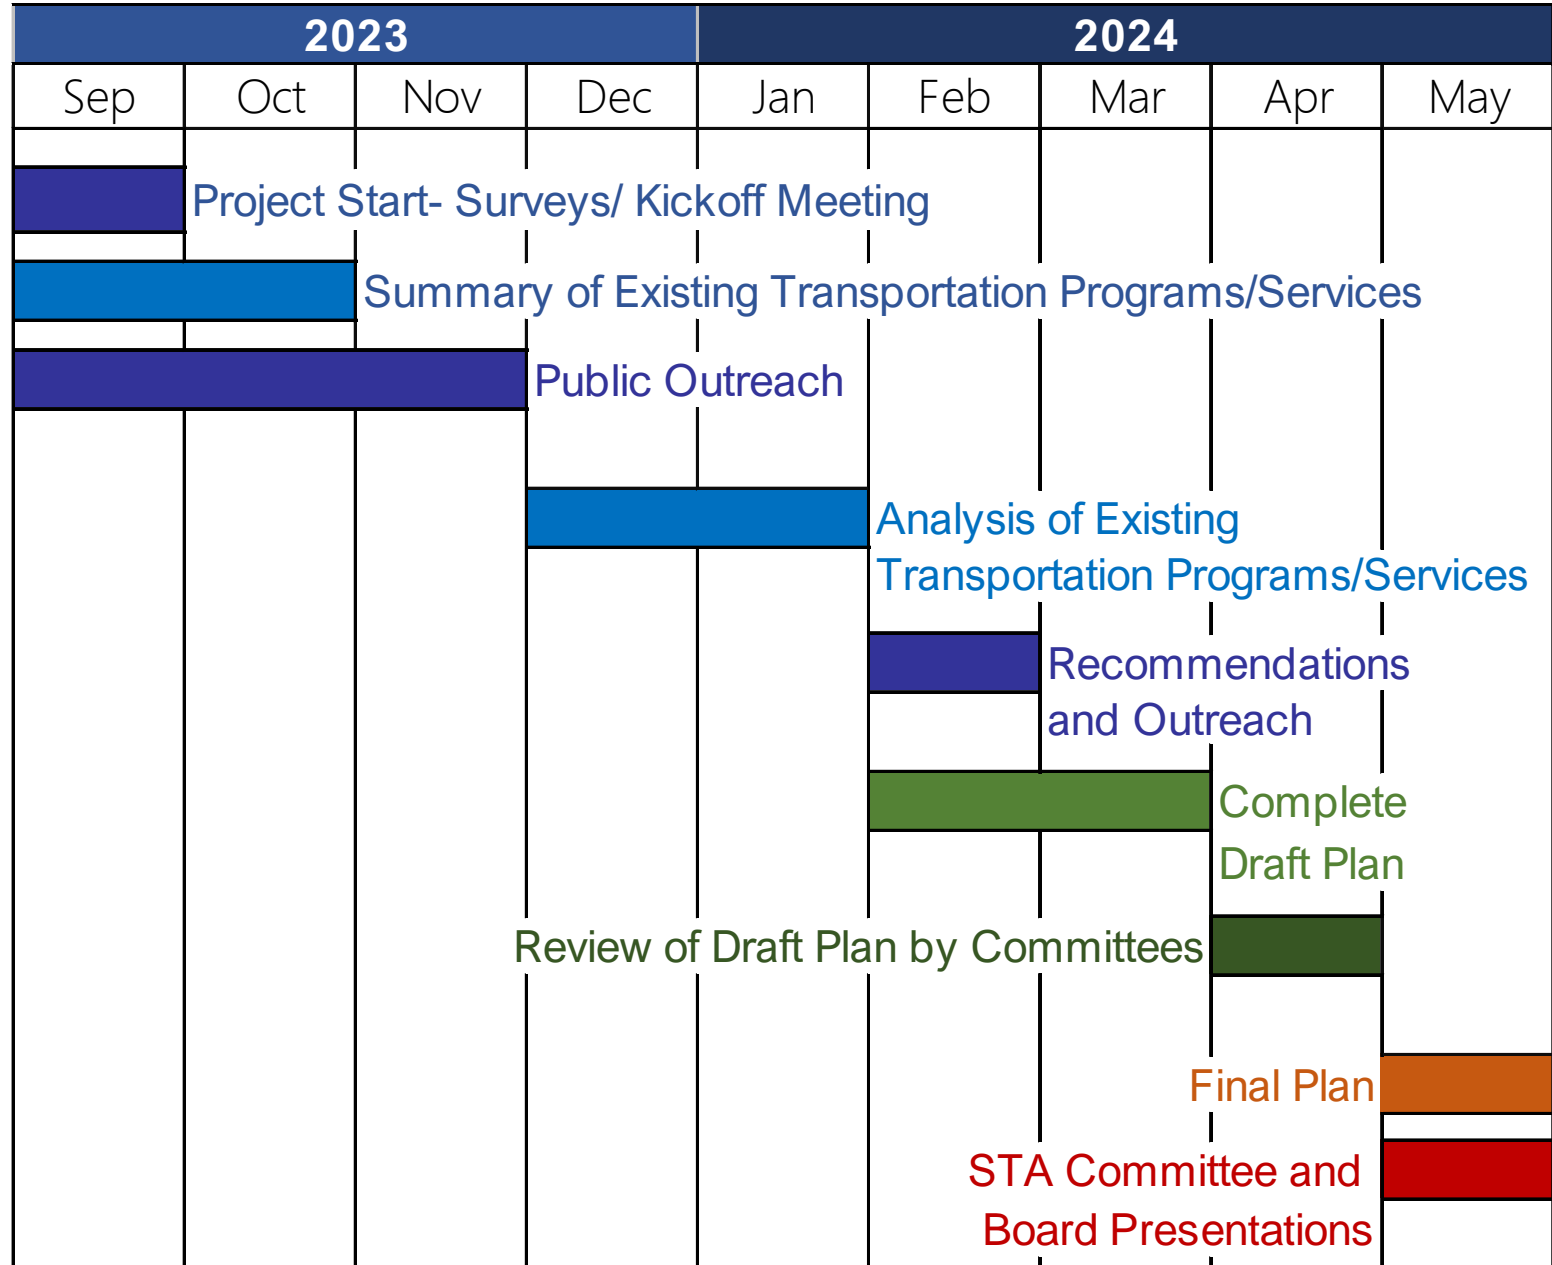 2023 2024
Sep Oct Nov Dec Jan Feb Mar Apr May
Project Start- Surveys/ Kickoff Meeting
Summary of Existing Transportation Programs/Services
Public Outreach
Analysis of Existing
Transportation Programs/Services
Recommendations
and Outreach
Complete
Draft Plan
Review of Draft Plan by Committees
Final Plan
STA Committee and
Board Presentations